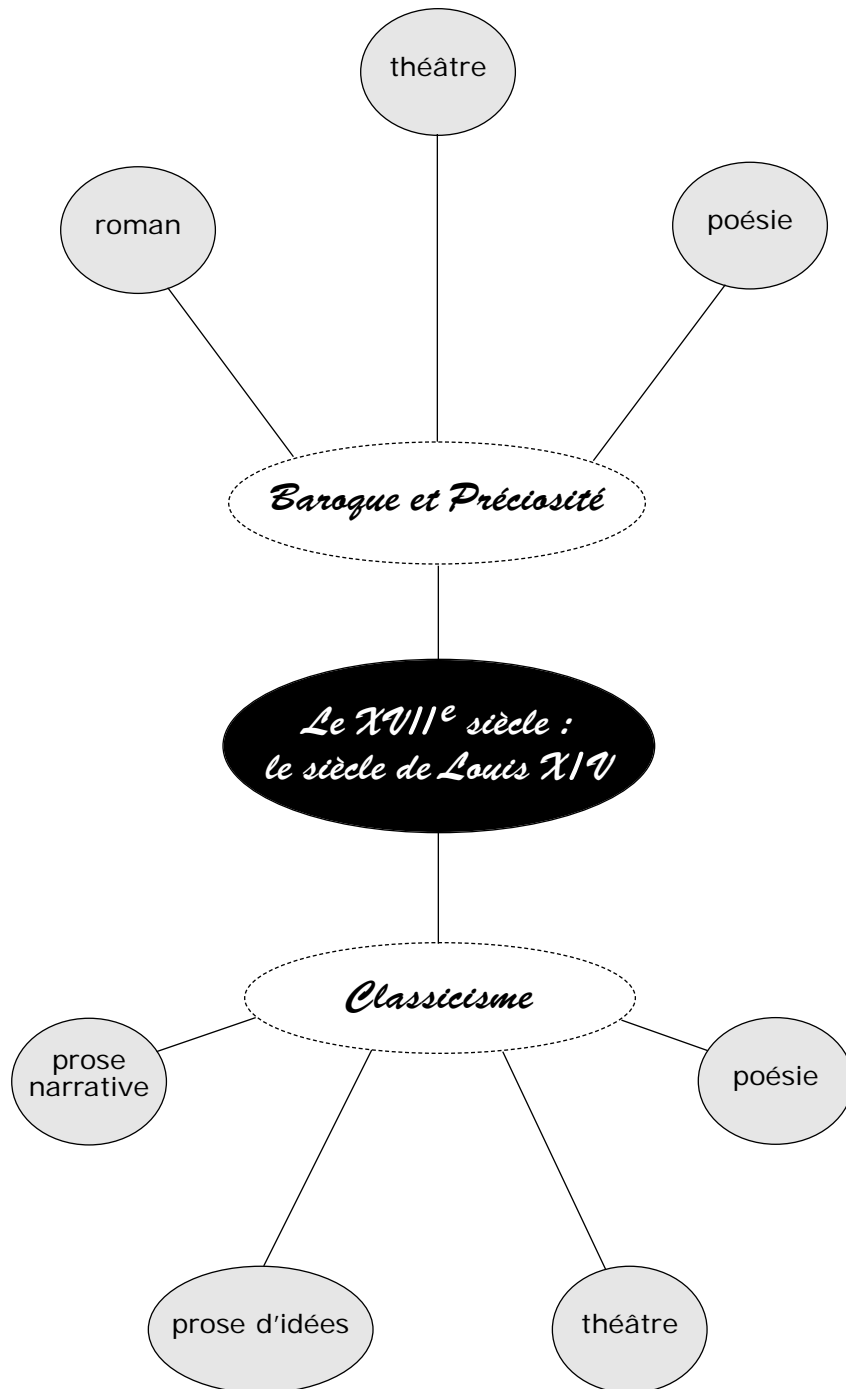 théâtre
roman
poésie
Baroque et Préciosité
Le XVIIe siècle :
le siècle de Louis XIV
Classicisme
prose
narrative
poésie
prose d'idées
théâtre